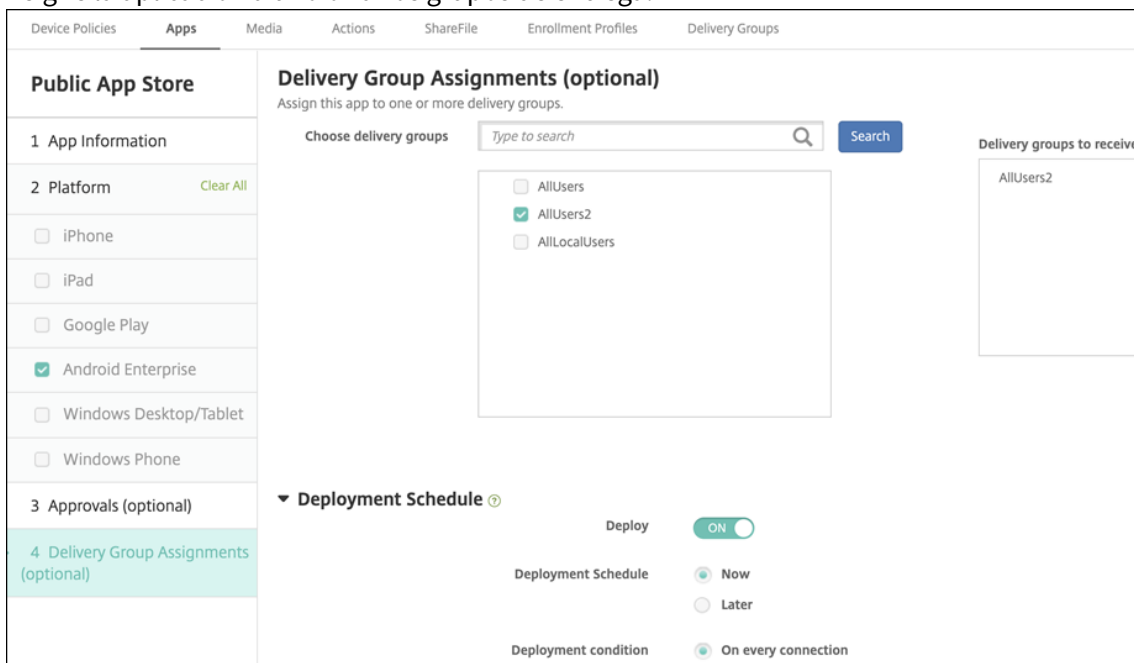 Device Policies Apps Media Actions ShareFile Enrollment Profiles Delivery Groups
Public App Store
1 App Information
2 Platform Clear All
iPhone
iPad
Google Play
Android Enterprise
Windows Desktop/Tablet
Windows Phone
3 Approvals (optional)
4 Delivery Group Assignments
(optional)
Delivery Group Assignments (optional)
Assign this app to one or more delivery groups.
Choose delivery groups Type to search Search
AllUsers
AllUsers2
AllLocalUsers
Delivery groups to receive
AllUsers2
Deployment Schedule
Deploy ON
Deployment Schedule Now
Later
Deployment condition On every connection